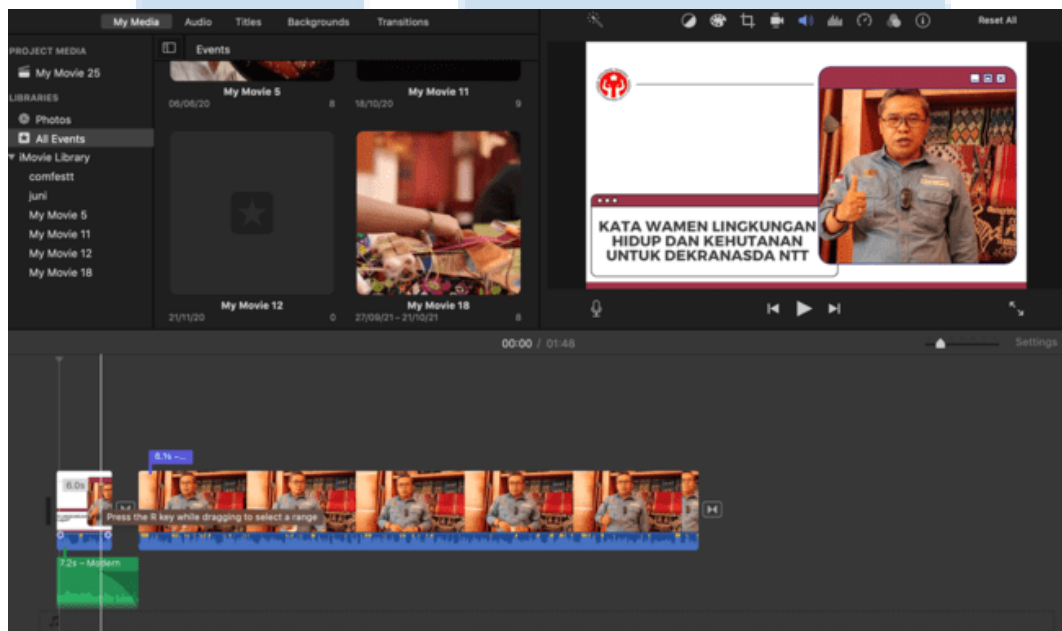 My Media Audio Titles Backgrounds Transitions
Reset All
PROJECT MEDIA
My Movie 25
LIBRARIES
Photos
All Events
iMovie Library
comfestt
juni
My Movie 5
My Movie 11
My Movie 12
My Movie 18
Events
My Movie 5
06/06/20 8
My Movie 11
18/10/20 9
My Movie 12
21/11/20 0
My Movie 18
27/09/21 – 21/10/21 8
KATA WAMEN LINGKUNGAN
HIDUP DAN KEHUTANAN
UNTUK DEKRANASDA NTT
00:00 / 01:48
Settings
6.0s
Press the R key while dragging to select a range
7.2s – Modern